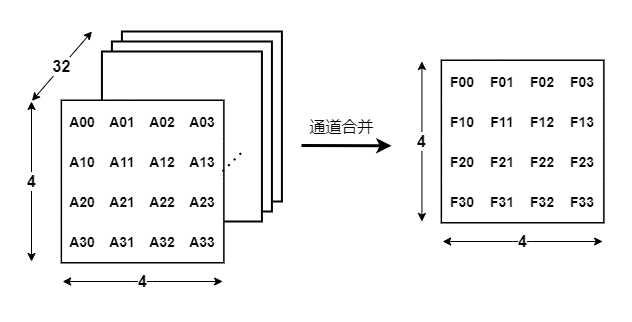 32
A00 A01 A02 A03
A10 A11 A12 A13
A20 A21 A22 A23
A30 A31 A32 A33
4
4
通道合并
F00 F01 F02 F03
F10 F11 F12 F13
F20 F21 F22 F23
F30 F31 F32 F33
4
4